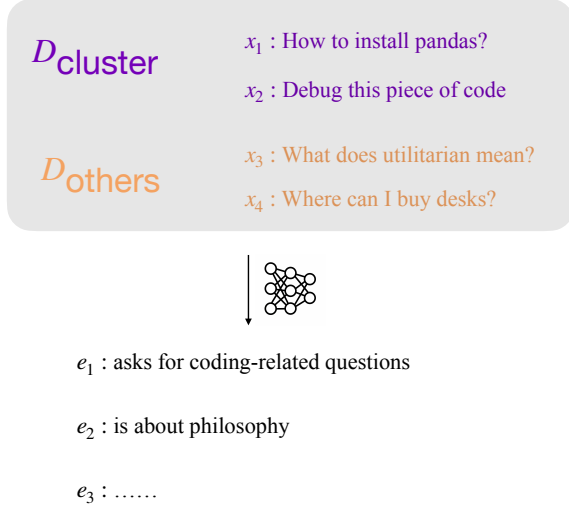 D cluster x₁ : How to install pandas?
x₂ : Debug this piece of code
D others x₃ : What does utilitarian mean?
x₄ : Where can I buy desks?
e₁ : asks for coding-related questions
e₂ : is about philosophy
e₃ : ……